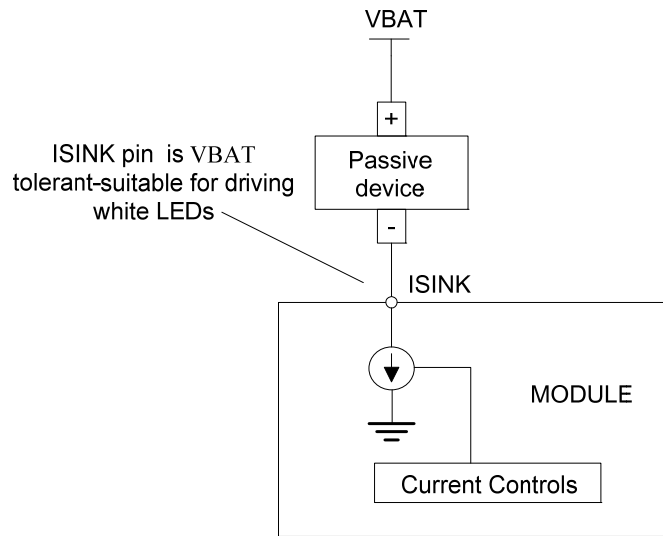 VBAT
+
ISINK pin is VBAT
tolerant-suitable for driving
white LEDs
Passive
device
-
ISINK
MODULE
Current Controls